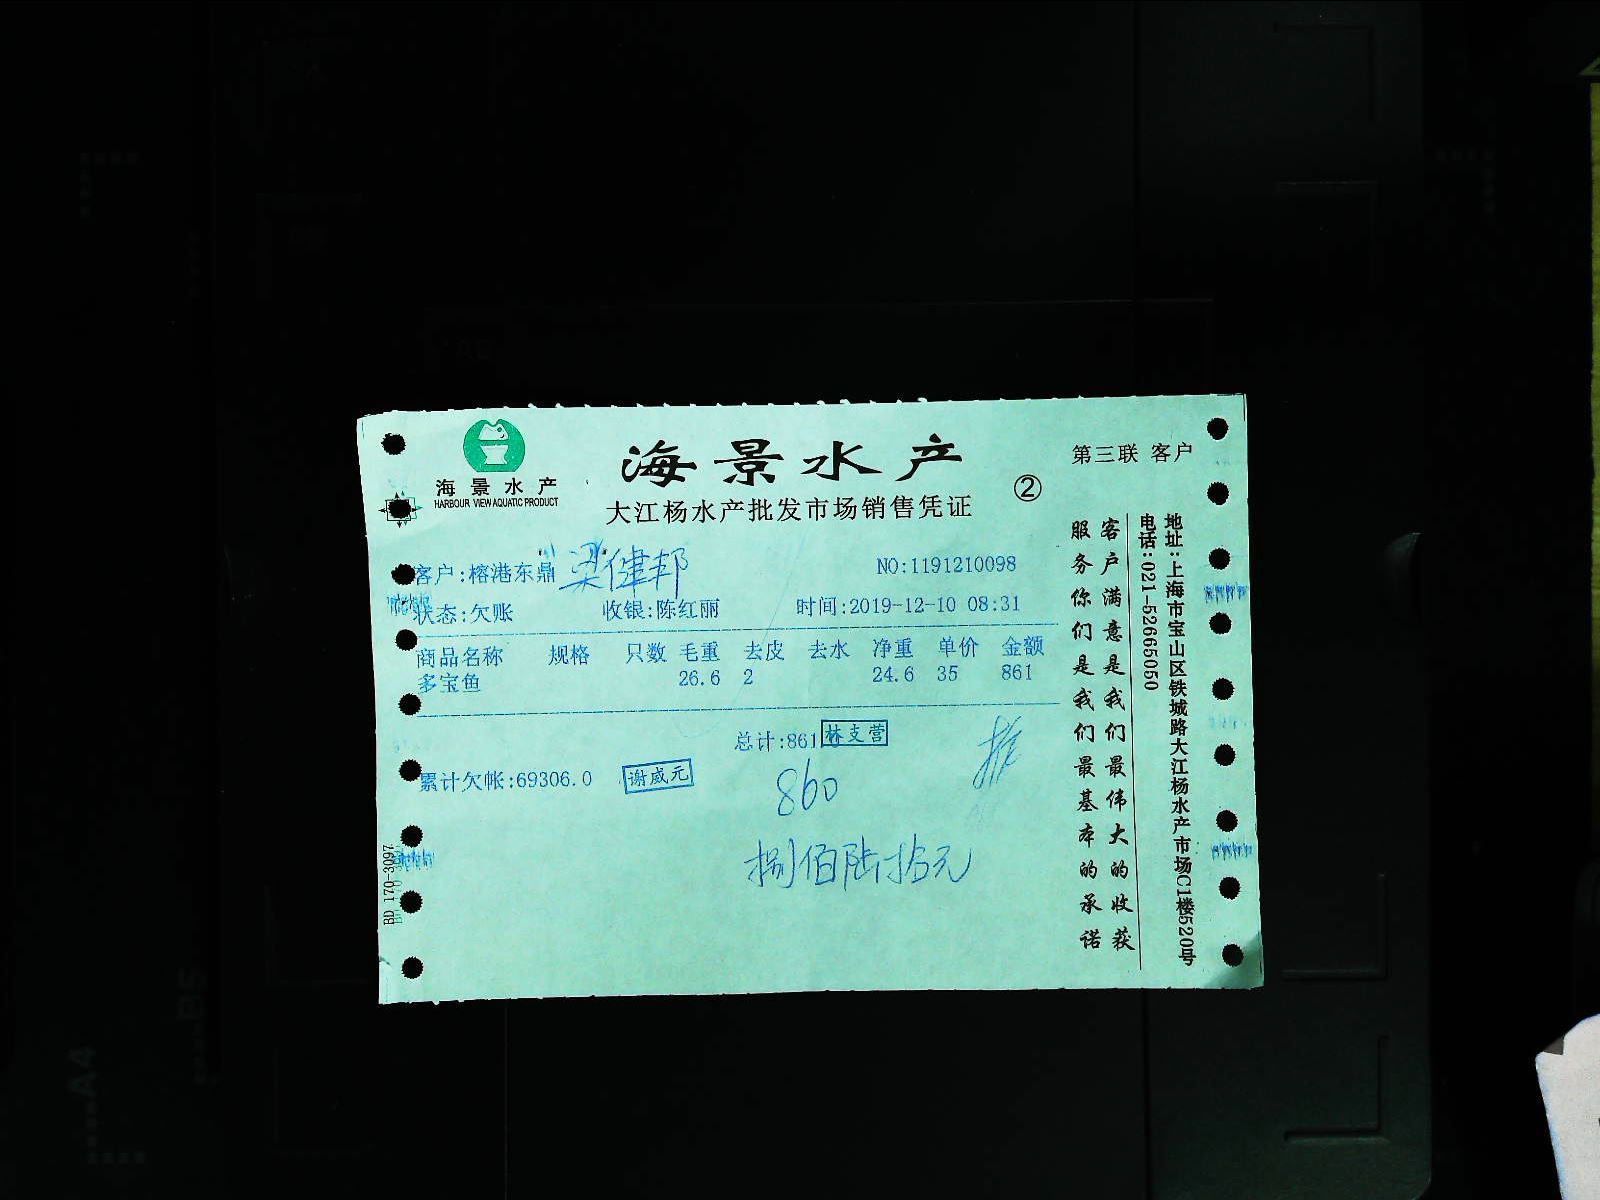 海景水产
HARBOUR VIEW AQUATIC PRODUCT
海景水产
大江杨水产批发市场销售凭证
②
第三联 客户
客户:榕港东鼎 梁健邦
NO:1191210098
状态:欠账 收银:陈红丽 时间:2019-12-10 08:31
商品名称 规格 只数 毛重 去皮 去水 净重 单价 金额
多宝鱼 26.6 2 24.6 35 861
总计:861 林支营
累计欠帐:69306.0 谢威元
860
捌佰陆拾元
客户满意是我们最伟大的收获
服务你们是我们最基本的承诺
地址:上海市宝山区铁城路大江杨水产市场C1楼520号
电话:021-52665050
BD 170-3097
A4
B5